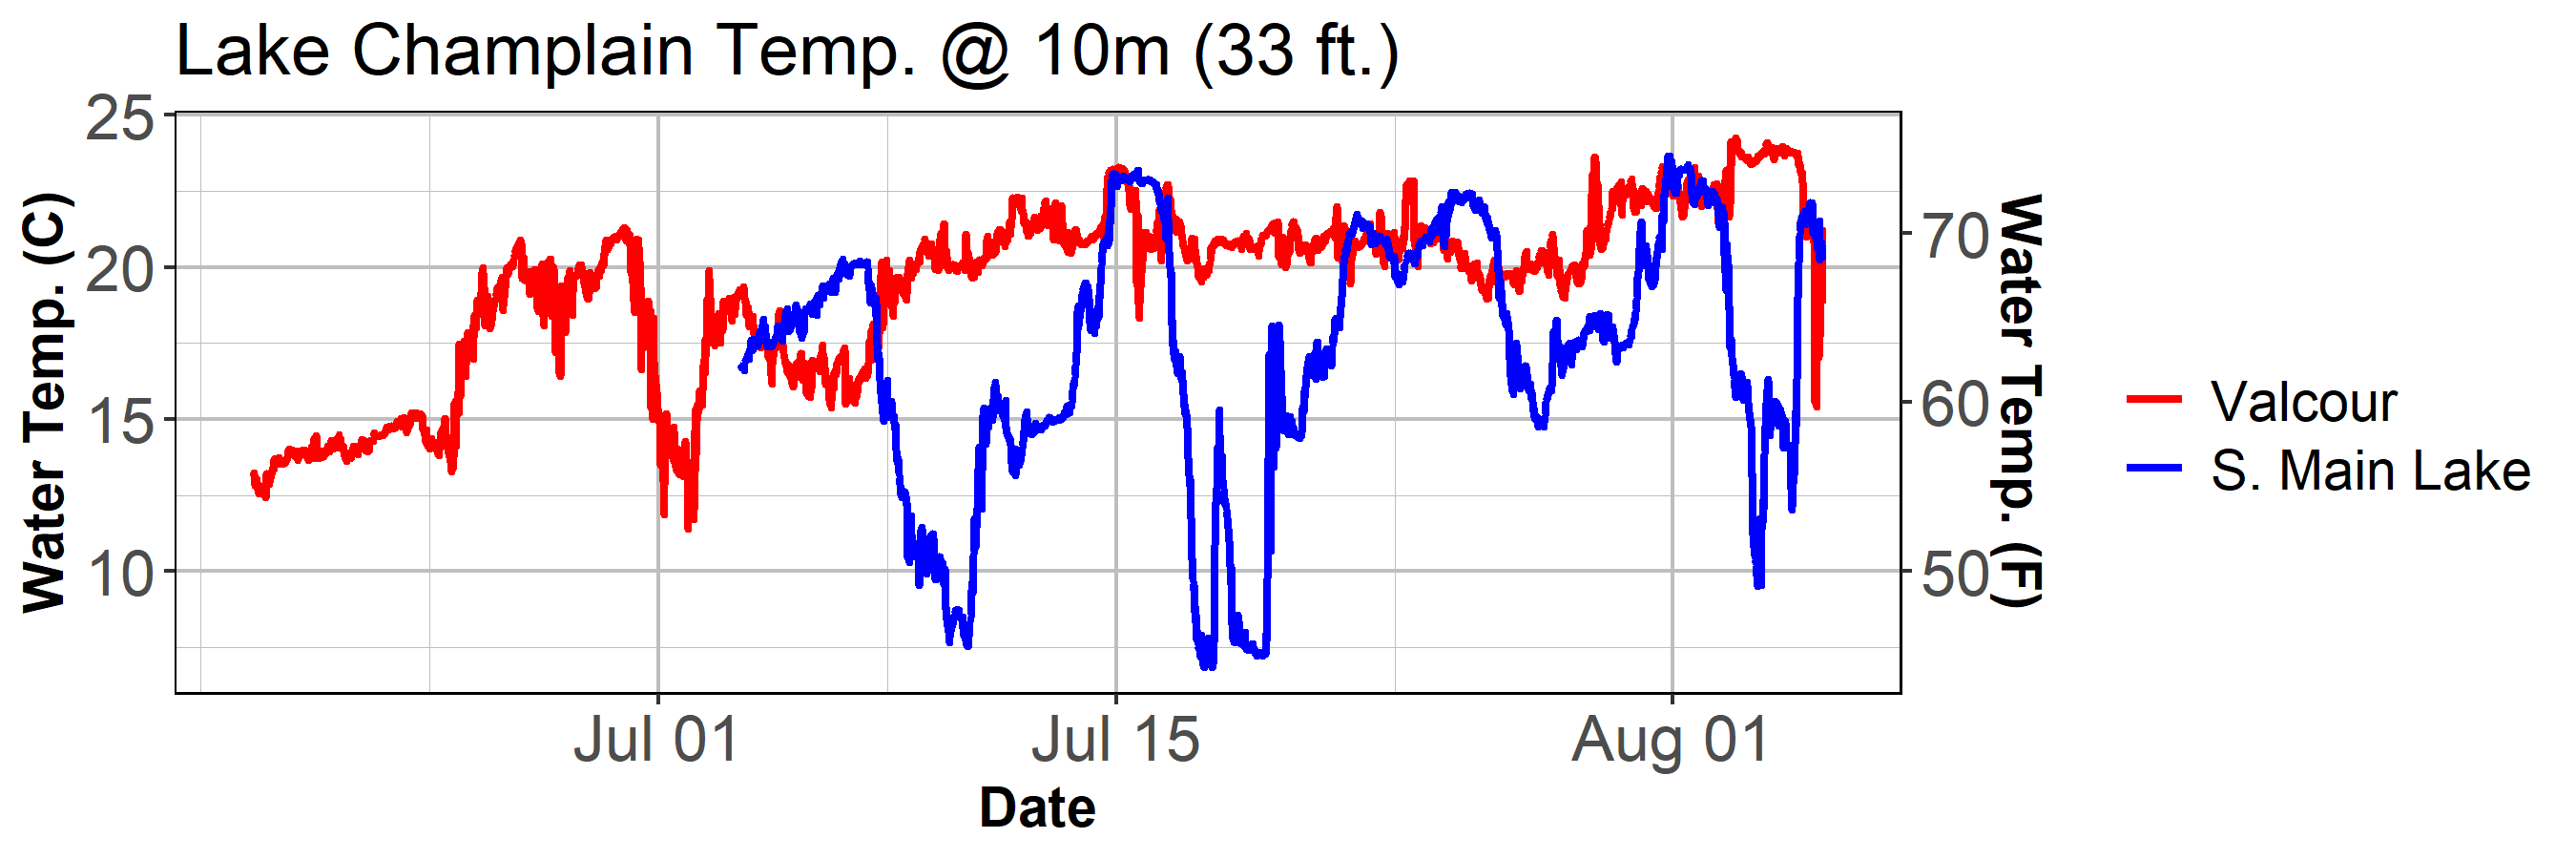 Lake Champlain Temp. @ 10m (33 ft.)
Water Temp. (C)
25
20
15
10
70
60
50
Water Temp. (F)
Jul 01
Jul 15
Aug 01
Date
Valcour
S. Main Lake